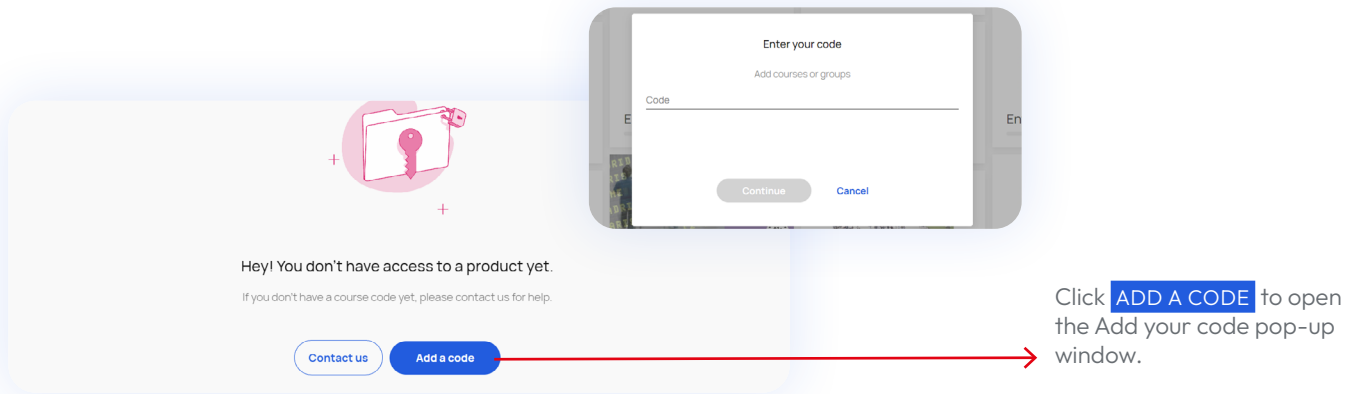 Enter your code
Add courses or groups
Code
E
En
Continue
Cancel
Hey! You don't have access to a product yet.
If you don't have a course code yet, please contact us for help.
Contact us
Add a code
Click ADD A CODE to open
the Add your code pop-up
window.